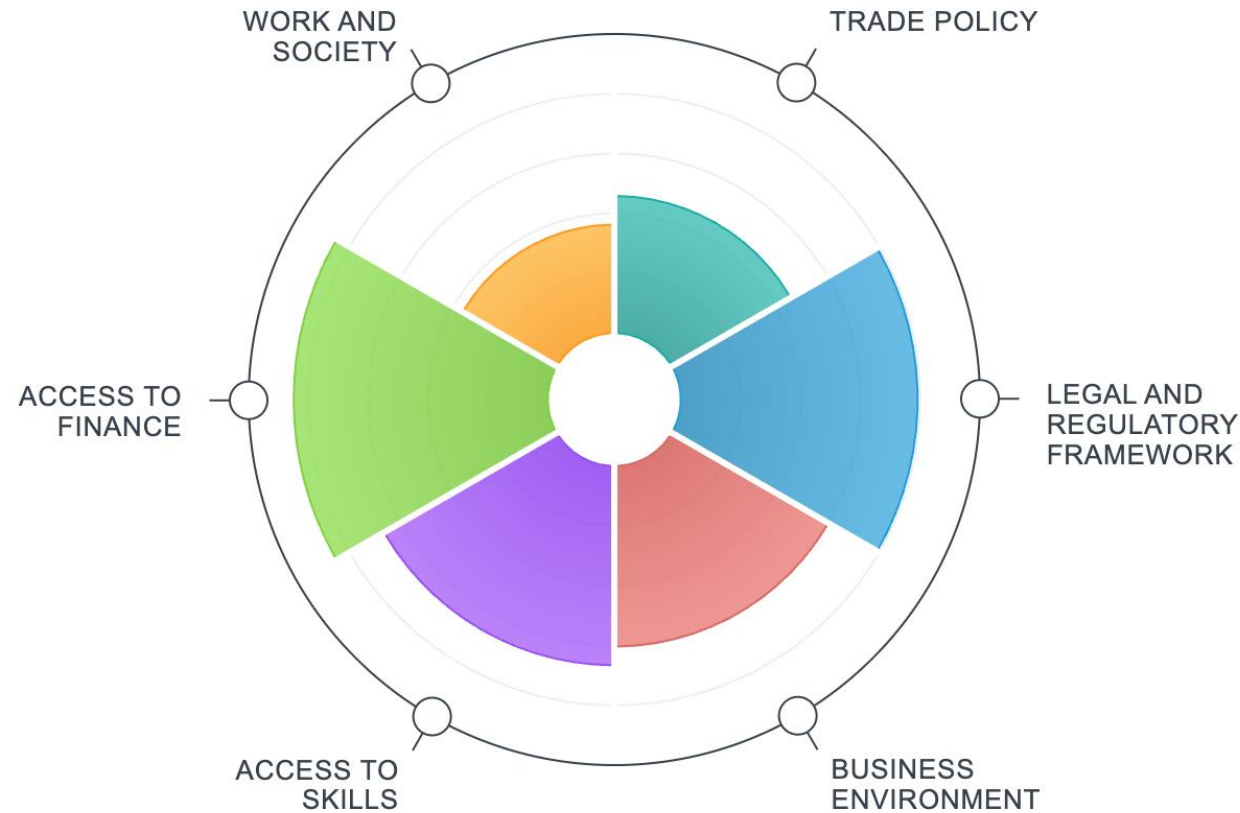 WORK AND
SOCIETY
TRADE POLICY
ACCESS TO
FINANCE
LEGAL AND
REGULATORY
FRAMEWORK
ACCESS TO
SKILLS
BUSINESS
ENVIRONMENT